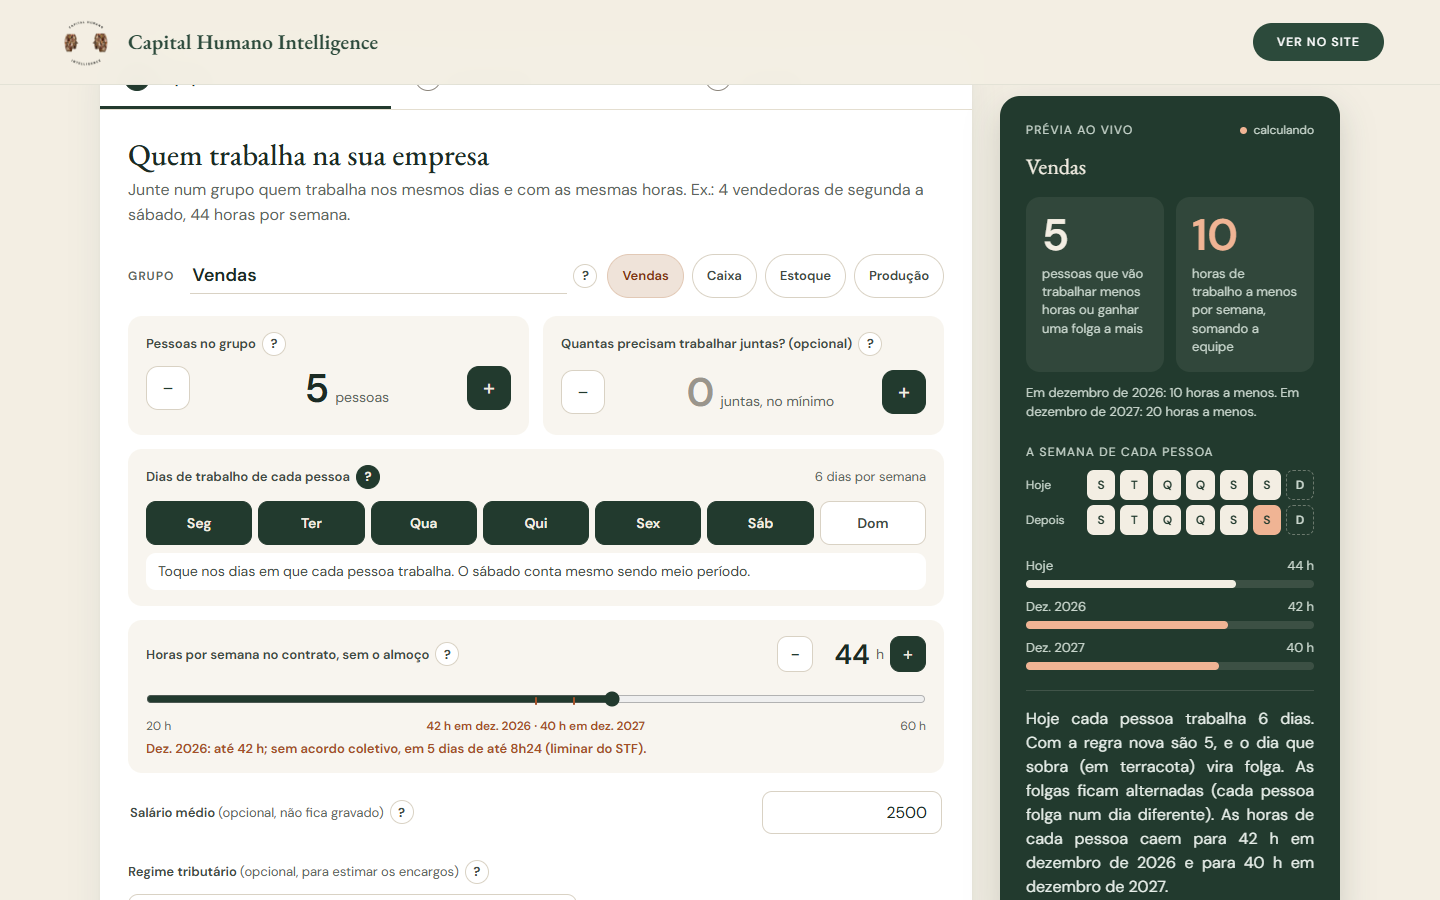 CAPITAL HUMANO
INTELLIGENCE
Capital Humano Intelligence
VER NO SITE
Quem trabalha na sua empresa
Junte num grupo quem trabalha nos mesmos dias e com as mesmas horas. Ex.: 4 vendedoras de segunda a
sábado, 44 horas por semana.
GRUPO Vendas ? Vendas Caixa Estoque Produção
Pessoas no grupo ?
− 5 pessoas +
Quantas precisam trabalhar juntas? (opcional) ?
− 0 juntas, no mínimo +
Dias de trabalho de cada pessoa ? 6 dias por semana
Seg Ter Qua Qui Sex Sáb Dom
Toque nos dias em que cada pessoa trabalha. O sábado conta mesmo sendo meio período.
Horas por semana no contrato, sem o almoço ? − 44 h +
20 h 42 h em dez. 2026 · 40 h em dez. 2027 60 h
Dez. 2026: até 42 h; sem acordo coletivo, em 5 dias de até 8h24 (liminar do STF).
Salário médio (opcional, não fica gravado) ? 2500
Regime tributário (opcional, para estimar os encargos) ?
PRÉVIA AO VIVO calculando
Vendas
5
pessoas que vão
trabalhar menos
horas ou ganhar
uma folga a mais
10
horas de
trabalho a menos
por semana,
somando a
equipe
Em dezembro de 2026: 10 horas a menos. Em
dezembro de 2027: 20 horas a menos.
A SEMANA DE CADA PESSOA
Hoje S T Q Q S S D
Depois S T Q Q S S D
Hoje 44 h
Dez. 2026 42 h
Dez. 2027 40 h
Hoje cada pessoa trabalha 6 dias.
Com a regra nova são 5, e o dia que
sobra (em terracota) vira folga. As
folgas ficam alternadas (cada pessoa
folga num dia diferente). As horas de
cada pessoa caem para 42 h em
dezembro de 2026 e para 40 h em
dezembro de 2027.